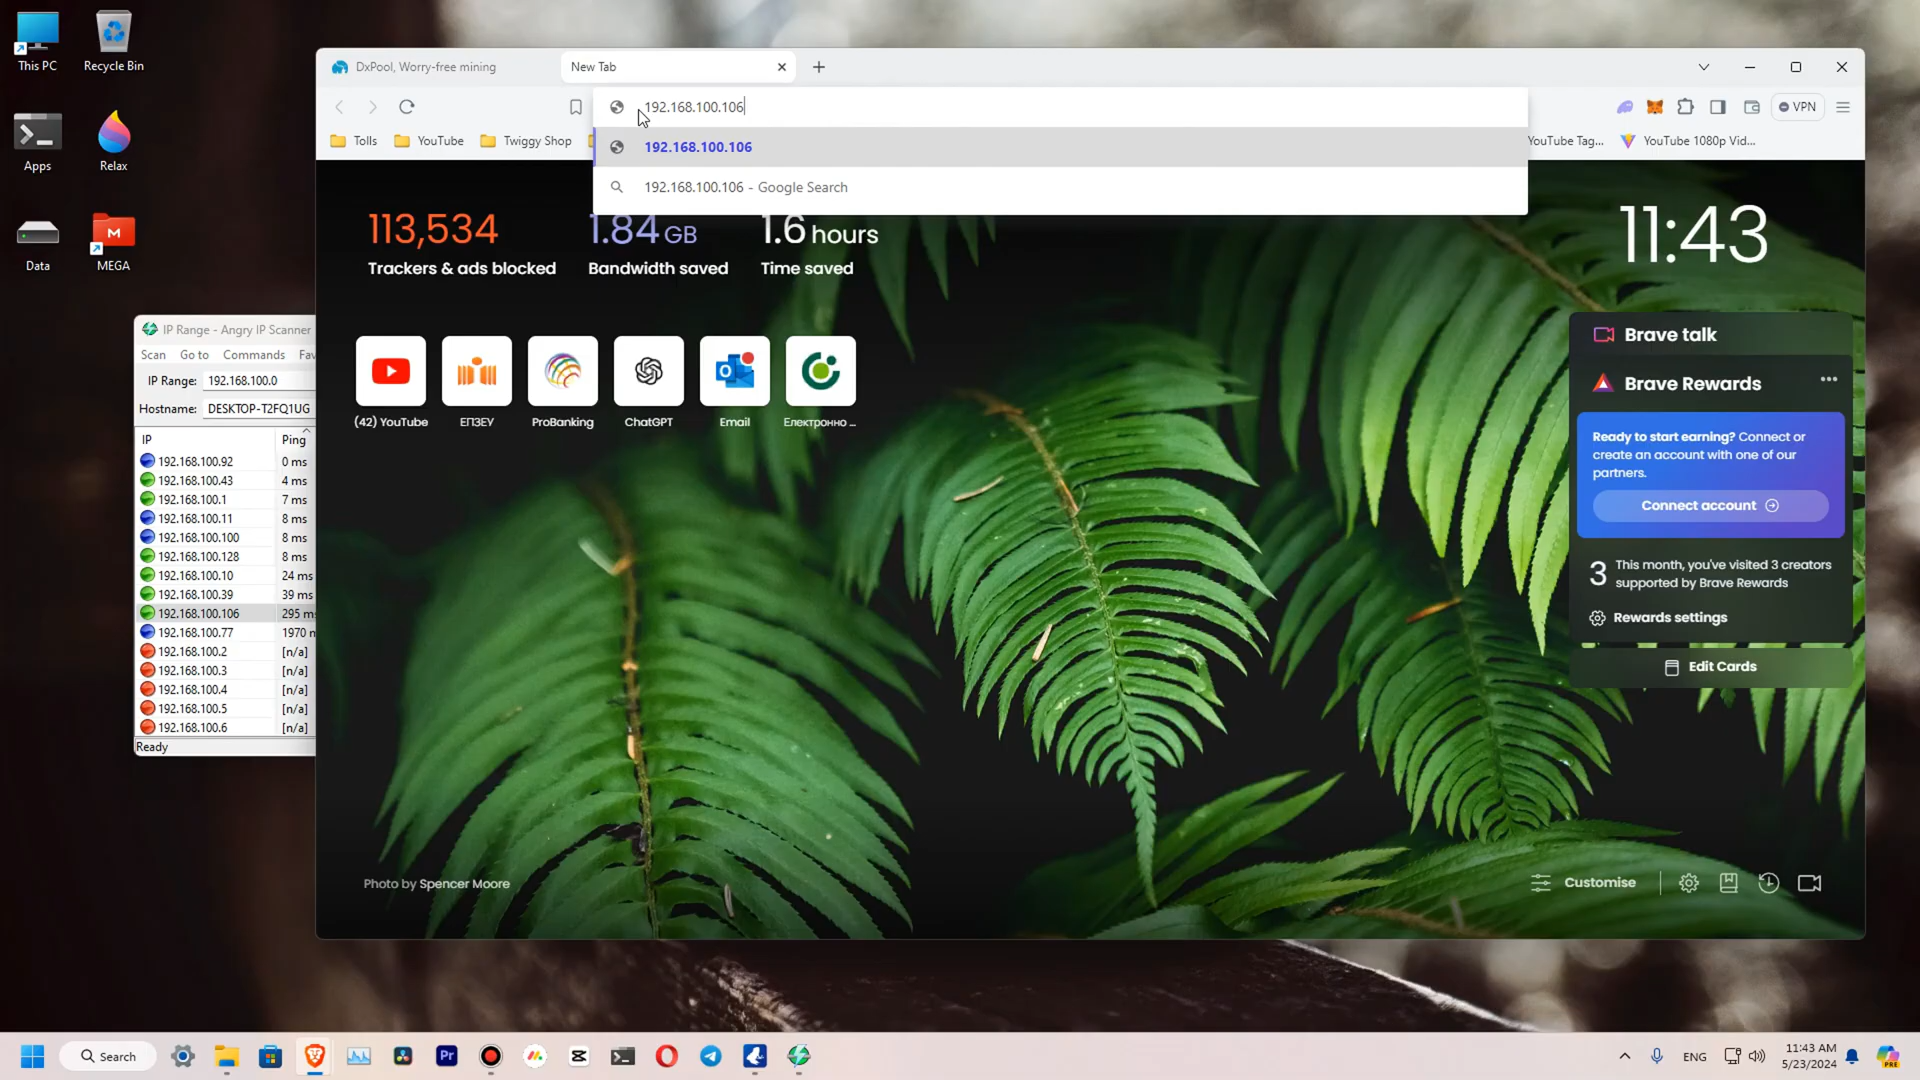 This PC
Recycle Bin
Apps
Relax
Data
MEGA
DxPool, Worry-free mining
New Tab
192.168.100.106
VPN
Tolls
YouTube
Twiggy Shop
192.168.100.106
YouTube Tag...
YouTube 1080p Vid...
192.168.100.106 - Google Search
113,534
Trackers & ads blocked
1.84 GB
Bandwidth saved
1.6 hours
Time saved
11:43
(42) YouTube
ЕПЗЕУ
ProBanking
ChatGPT
Email
Електронно ...
Brave talk
Brave Rewards
Ready to start earning? Connect or
create an account with one of our
partners.
Connect account
3
This month, you've visited 3 creators
supported by Brave Rewards
Rewards settings
Edit Cards
Photo by Spencer Moore
Customise
IP Range - Angry IP Scanner
Scan Go to Commands Fav
IP Range: 192.168.100.0
Hostname: DESKTOP-T2FQ1UG
IP Ping
192.168.100.92 0 ms
192.168.100.43 4 ms
192.168.100.1 7 ms
192.168.100.11 8 ms
192.168.100.100 8 ms
192.168.100.128 8 ms
192.168.100.10 24 ms
192.168.100.39 39 ms
192.168.100.106 295 ms
192.168.100.77 1970 m
192.168.100.2 [n/a]
192.168.100.3 [n/a]
192.168.100.4 [n/a]
192.168.100.5 [n/a]
192.168.100.6 [n/a]
Ready
Search
Pr
ENG
11:43 AM
5/23/2024
PRE